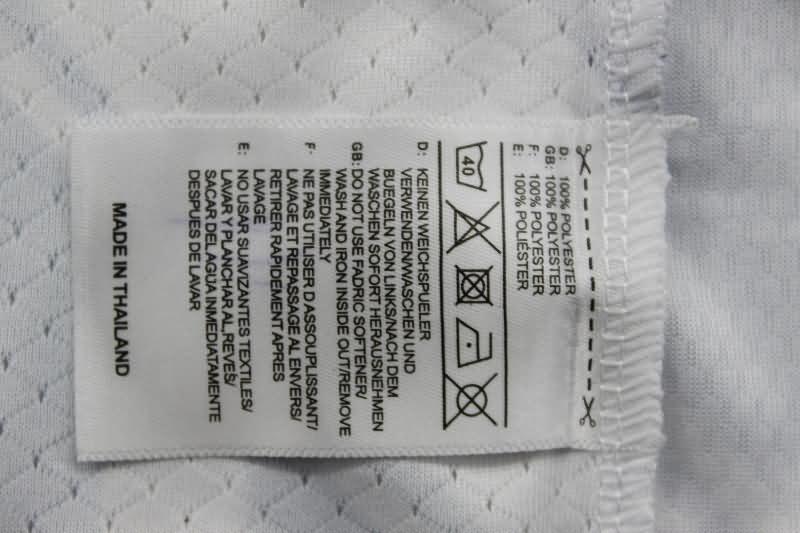 D: 100% POLYESTER
GB: 100% POLYESTER
F: 100% POLYESTER
E: 100% POLIÉSTER
40
D: KEINEN WEICHSPUELER
VERWENDEN/WASCHEN UND
BUEGELN VON LINKS/NACH DEM
WASCHEN SOFORT HERAUSNEHMEN
GB: DO NOT USE FADRIC SOFTENER/
WASH AND IRON INSIDE OUT/REMOVE
IMMEDIATELY
F: NE PAS UTILISER D ASSOUPLISSANT/
LAVAGE ET REPASSAGE AL ENVERS/
RETIRER RAPIDEMENT APRES
LAVAGE
E: NO USAR SUAVIZANTES TEXTILES/
LAVAR Y PLANCHAR AL REVES/
SACAR DEL AGUA INMEDIATAMENTE
DESPUES DE LAVAR
MADE IN THAILAND